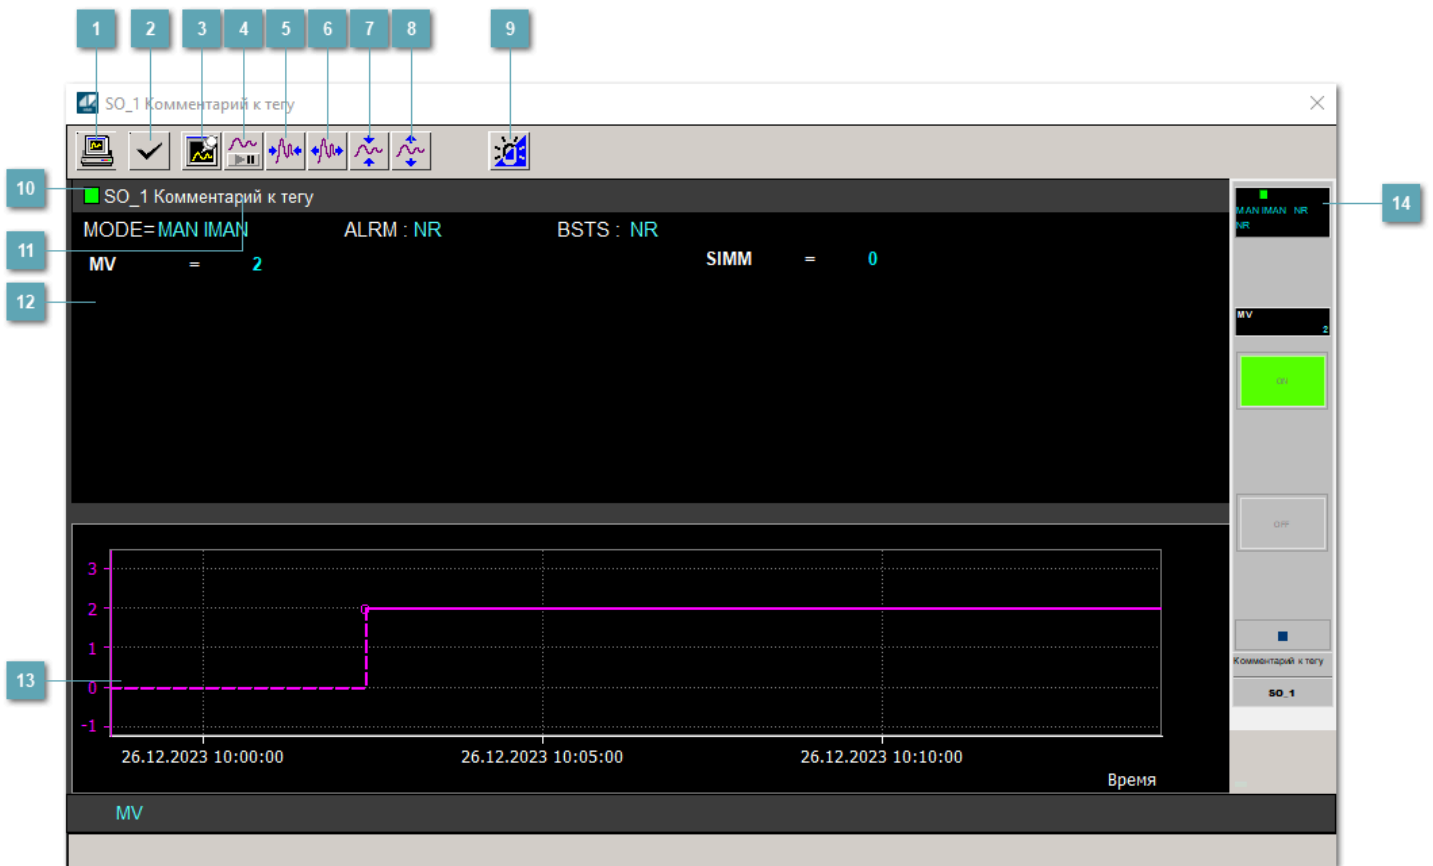 1 2 3 4 5 6 7 8 9
SO_1 Комментарий к тегу
10
SO_1 Комментарий к тегу
MODE= MAN IMAN ALRM : NR BSTS : NR
11
MV = 2 SIMM = 0
12
3
2
1
0
-1
13
26.12.2023 10:00:00 26.12.2023 10:05:00 26.12.2023 10:10:00
Время
MV
14
MAN IMAN NR
NR
MV
2
ON
OFF
Комментарий к тегу
SO_1